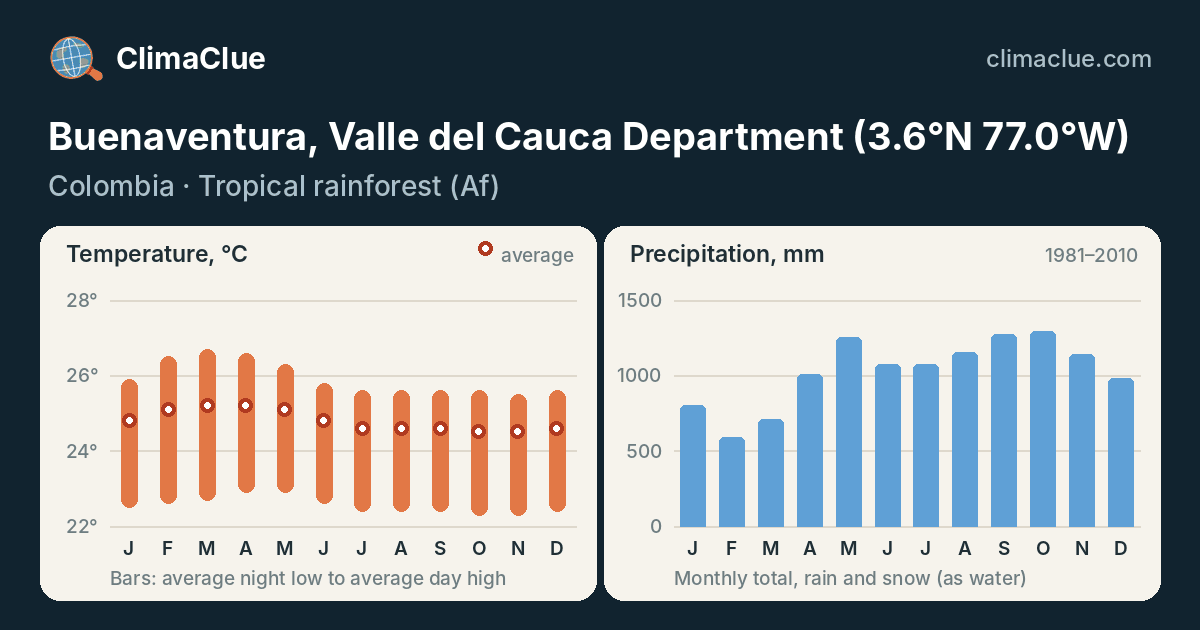 ClimaClue
climaclue.com
Buenaventura, Valle del Cauca Department (3.6°N 77.0°W)
Colombia · Tropical rainforest (Af)
Temperature, °C
average
28°
26°
24°
22°
J F M A M J J A S O N D
Bars: average night low to average day high
Precipitation, mm
1981–2010
1500
1000
500
0
J F M A M J J A S O N D
Monthly total, rain and snow (as water)